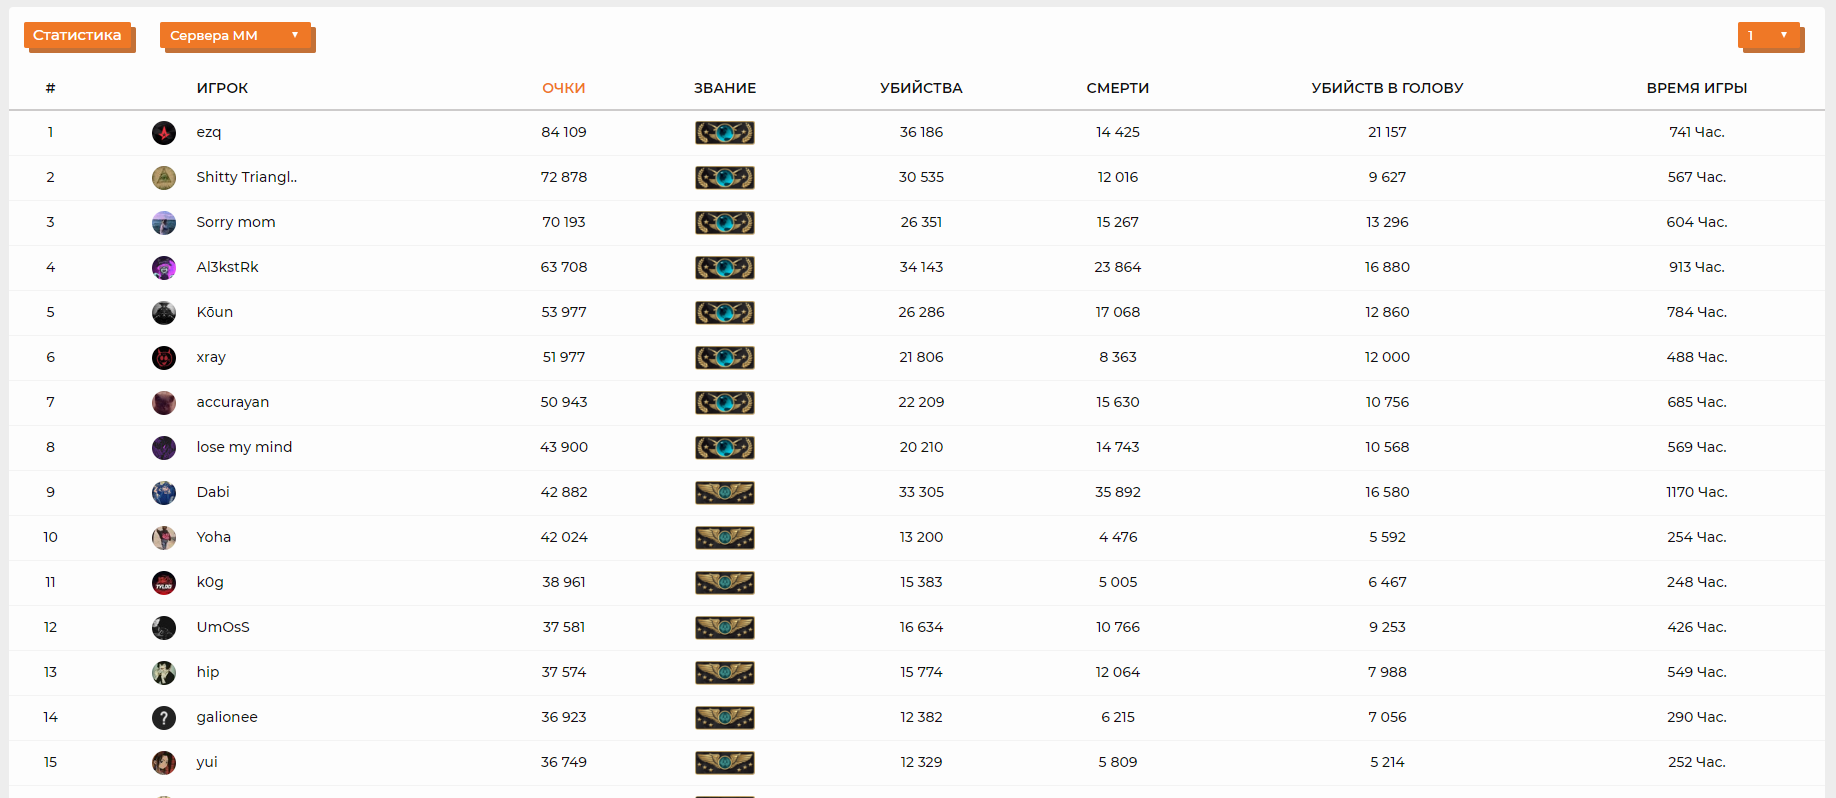 Статистика Сервера ММ ▼ 1 ▼
# ИГРОК ОЧКИ ЗВАНИЕ УБИЙСТВА СМЕРТИ УБИЙСТВ В ГОЛОВУ ВРЕМЯ ИГРЫ
1 ezq 84 109 36 186 14 425 21 157 741 Час.
2 Shitty Triangl.. 72 878 30 535 12 016 9 627 567 Час.
3 Sorry mom 70 193 26 351 15 267 13 296 604 Час.
4 Al3kstRk 63 708 34 143 23 864 16 880 913 Час.
5 Kōun 53 977 26 286 17 068 12 860 784 Час.
6 xray 51 977 21 806 8 363 12 000 488 Час.
7 accurayan 50 943 22 209 15 630 10 756 685 Час.
8 lose my mind 43 900 20 210 14 743 10 568 569 Час.
9 Dabi 42 882 33 305 35 892 16 580 1170 Час.
10 Yoha 42 024 13 200 4 476 5 592 254 Час.
11 k0g 38 961 15 383 5 005 6 467 248 Час.
12 UmOsS 37 581 16 634 10 766 9 253 426 Час.
13 hip 37 574 15 774 12 064 7 988 549 Час.
14 ? galionee 36 923 12 382 6 215 7 056 290 Час.
15 yui 36 749 12 329 5 809 5 214 252 Час.